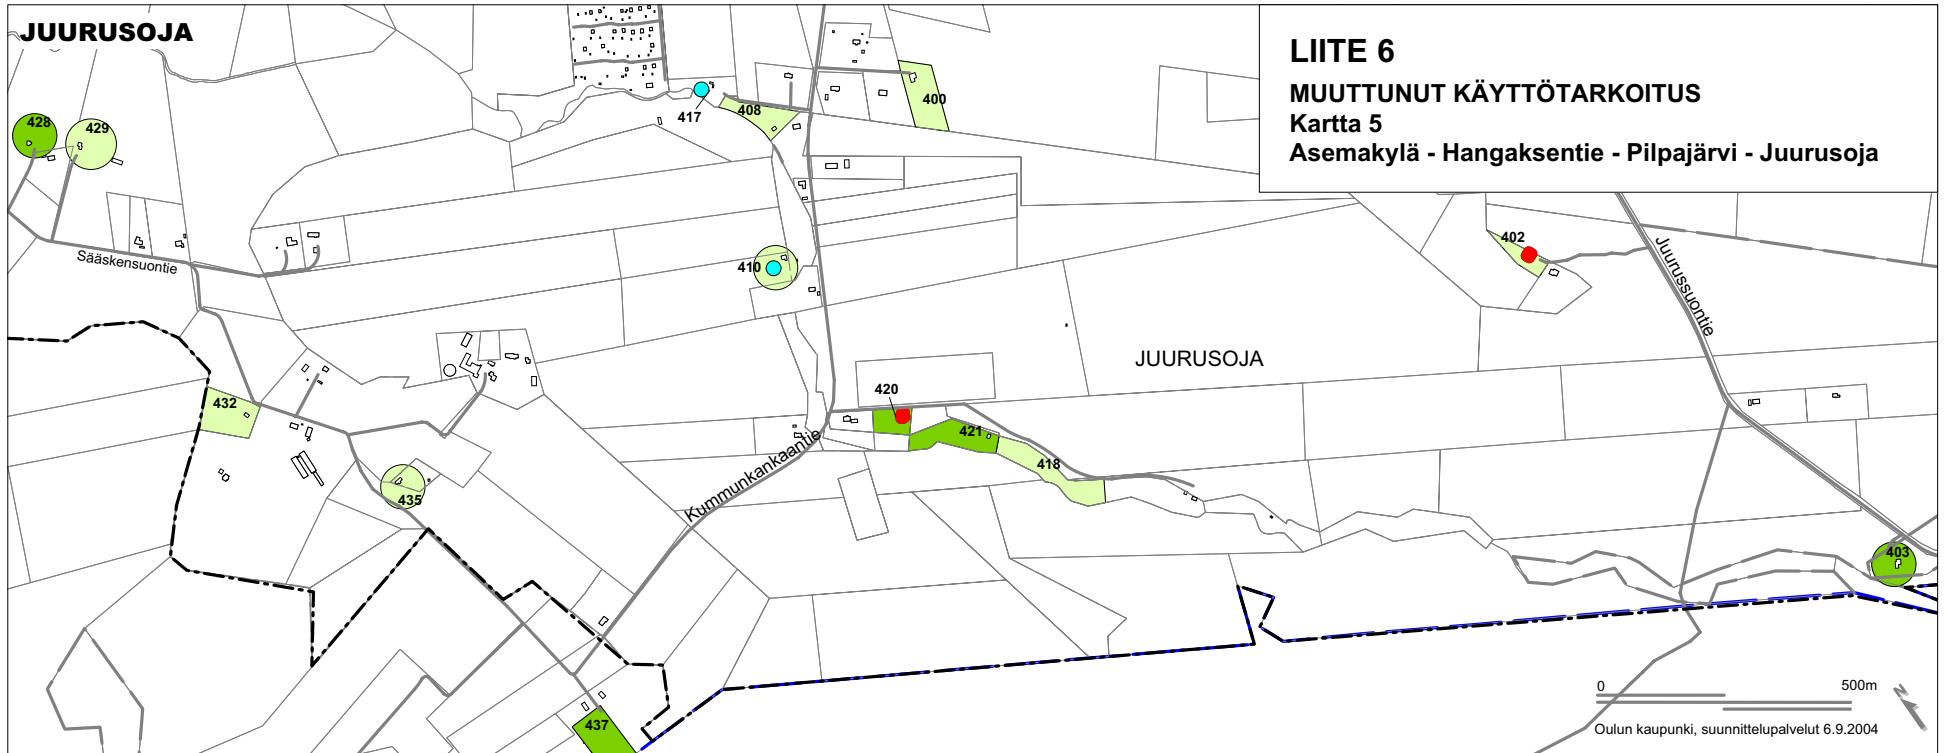 JUURUSOJA
LIITE 6
MUUTTUNUT KÄYTTÖTARKOITUS
Kartta 5
Asemakylä - Hangaksentie - Pilpajärvi - Juurusoja
428
429
417
408
400
Sääskensuontie
410
402
Juurussuontie
JUURUSOJA
432
420
421
418
435
Kummunkankaantie
403
437
0 500m
N
Oulun kaupunki, suunnittelupalvelut 6.9.2004